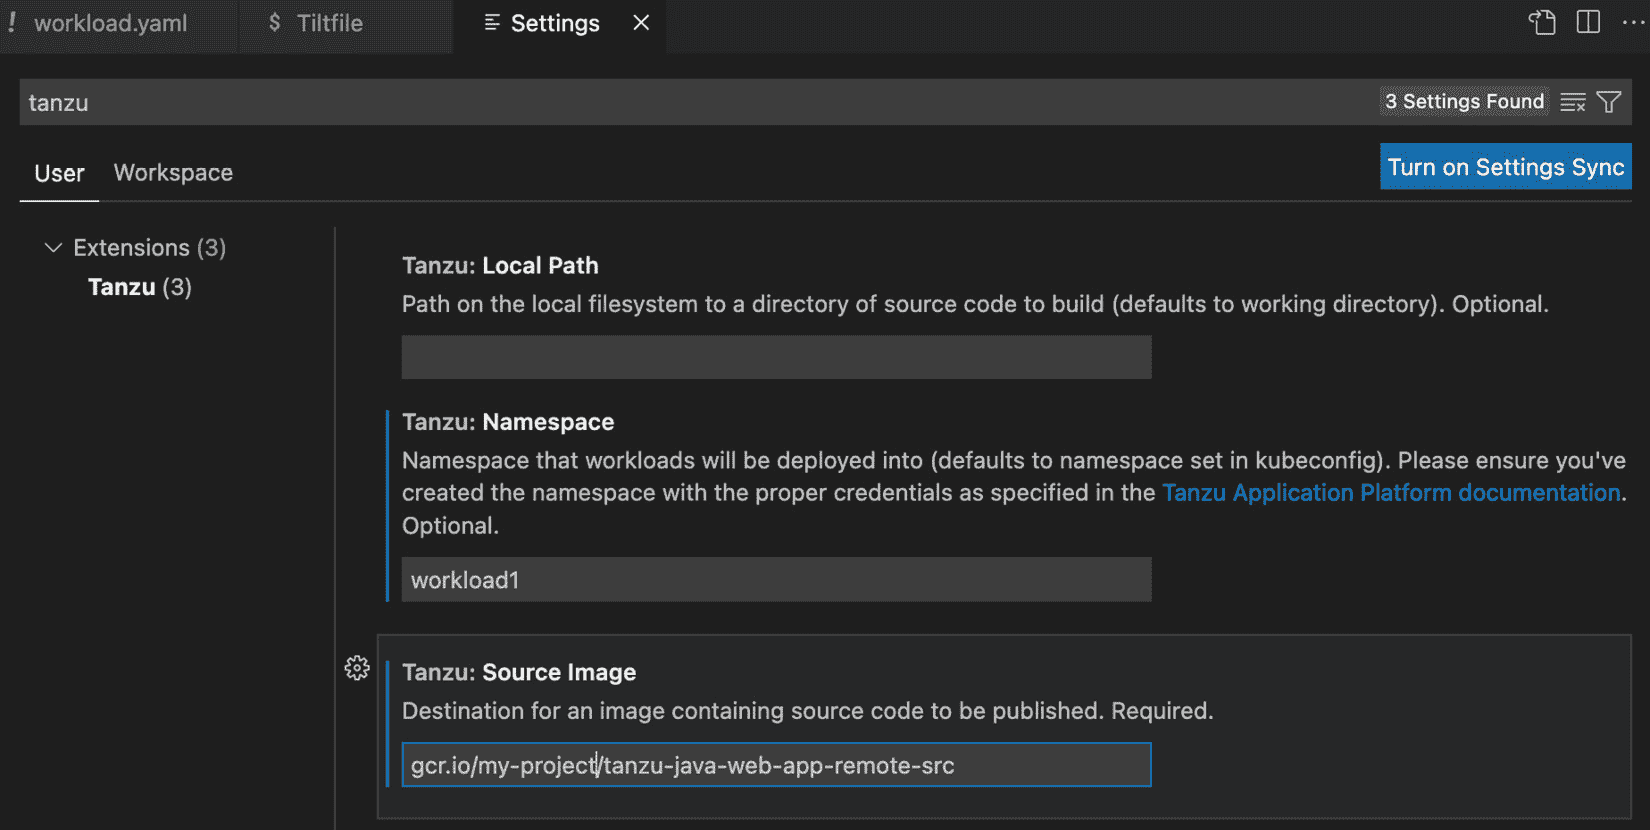 ! workload.yaml $ Tiltfile Settings
tanzu 3 Settings Found
User Workspace Turn on Settings Sync
Extensions (3)
Tanzu (3)
Tanzu: Local Path
Path on the local filesystem to a directory of source code to build (defaults to working directory). Optional.
Tanzu: Namespace
Namespace that workloads will be deployed into (defaults to namespace set in kubeconfig). Please ensure you've
created the namespace with the proper credentials as specified in the Tanzu Application Platform documentation.
Optional.
workload1
Tanzu: Source Image
Destination for an image containing source code to be published. Required.
gcr.io/my-project/tanzu-java-web-app-remote-src